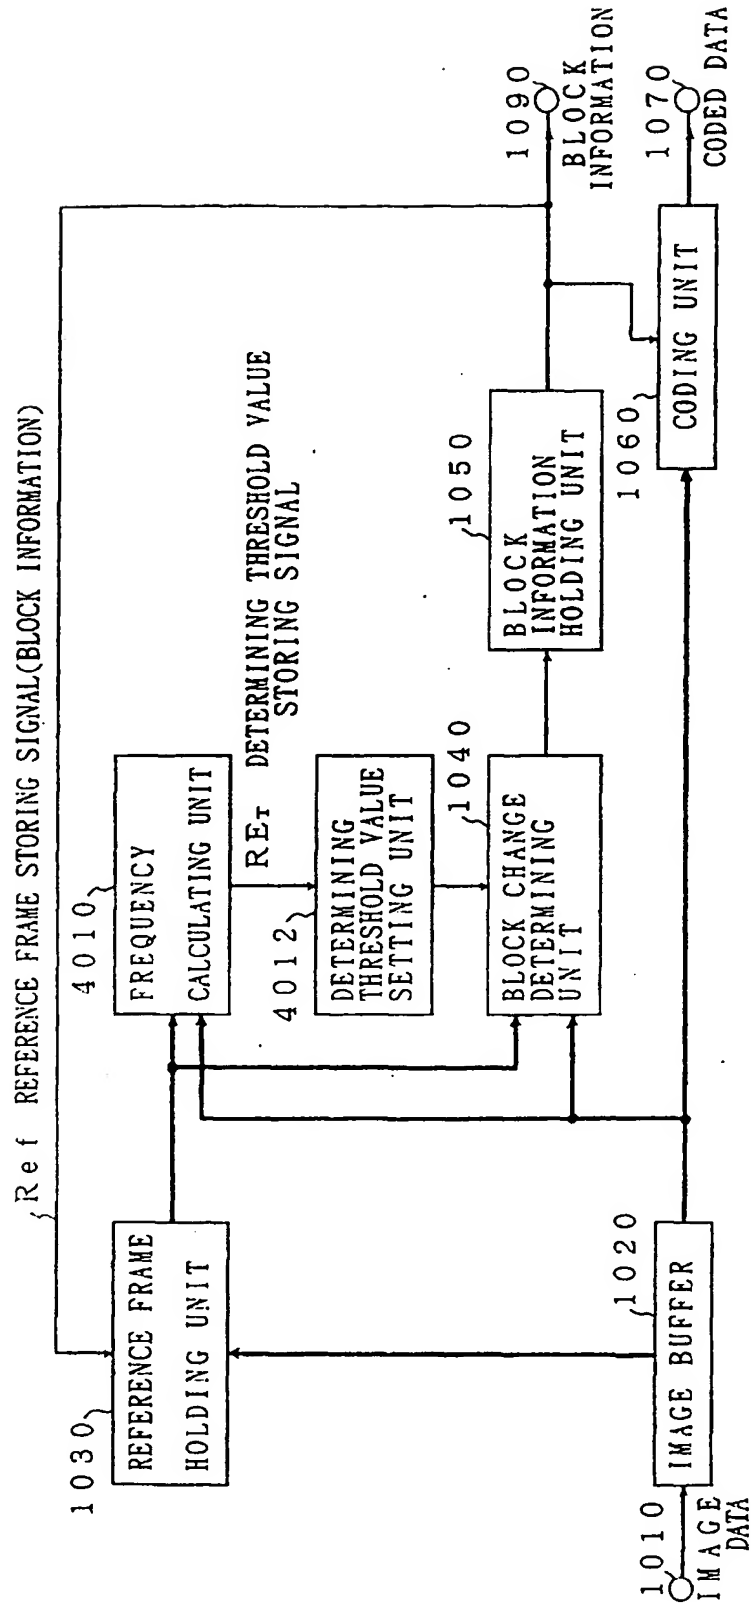 Ref REFERENCE FRAME STORING SIGNAL(BLOCK INFORMATION)
1030
REFERENCE FRAME
HOLDING UNIT
4010
FREQUENCY
CALCULATING UNIT
RET DETERMINING THRESHOLD VALUE
STORING SIGNAL
4012
DETERMINING
THRESHOLD VALUE
SETTING UNIT
1040
BLOCK CHANGE
DETERMINING
UNIT
1050
BLOCK
INFORMATION
HOLDING UNIT
1090
BLOCK
INFORMATION
1010
IMAGE
DATA
1020
IMAGE BUFFER
1060
CODING UNIT
1070
CODED DATA